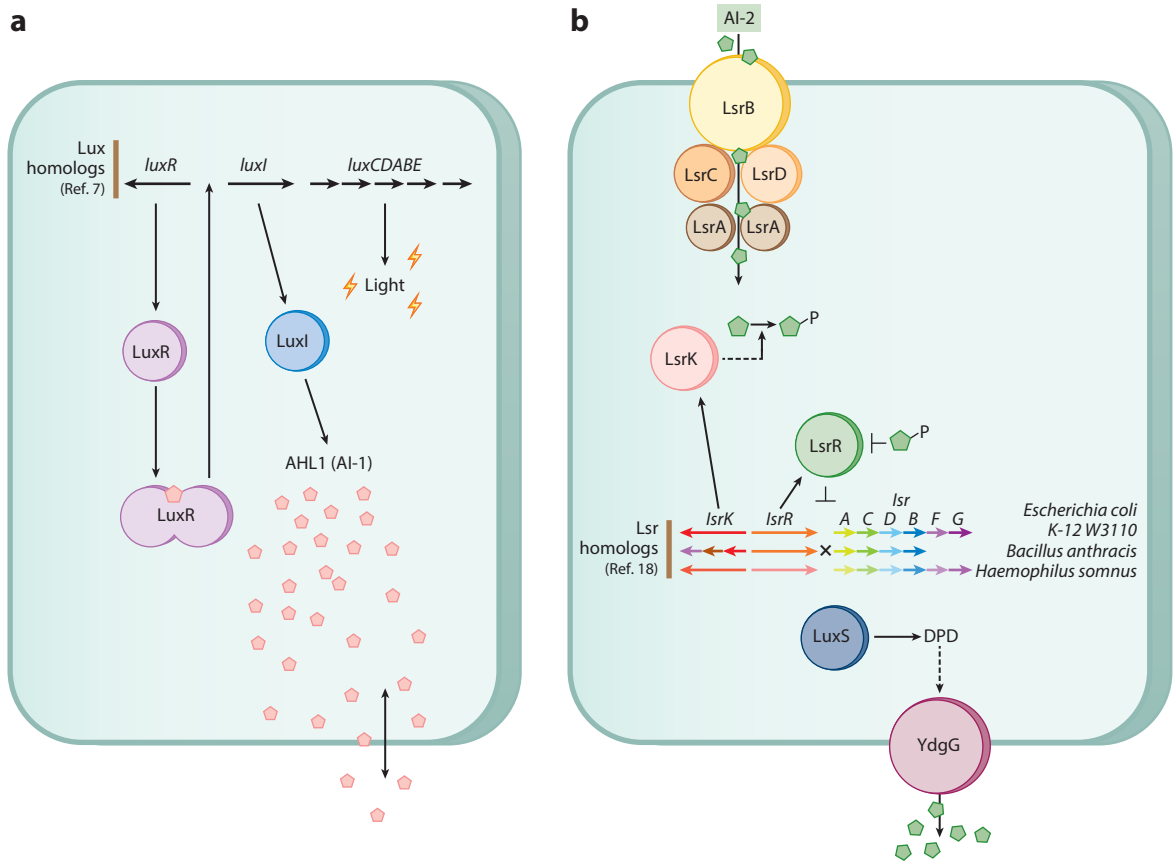 a
Lux
homologs
(Ref. 7)
luxR
luxI
luxCDABE
Light
LuxR
LuxI
LuxR
AHL1 (AI-1)
b
AI-2
LsrB
LsrC
LsrD
LsrA
LsrA
P
LsrK
LsrR
P
lsr
lsrK
lsrR
A C D B F G
Lsr
homologs
(Ref. 18)
Escherichia coli
K-12 W3110
Bacillus anthracis
Haemophilus somnus
LuxS
DPD
YdgG